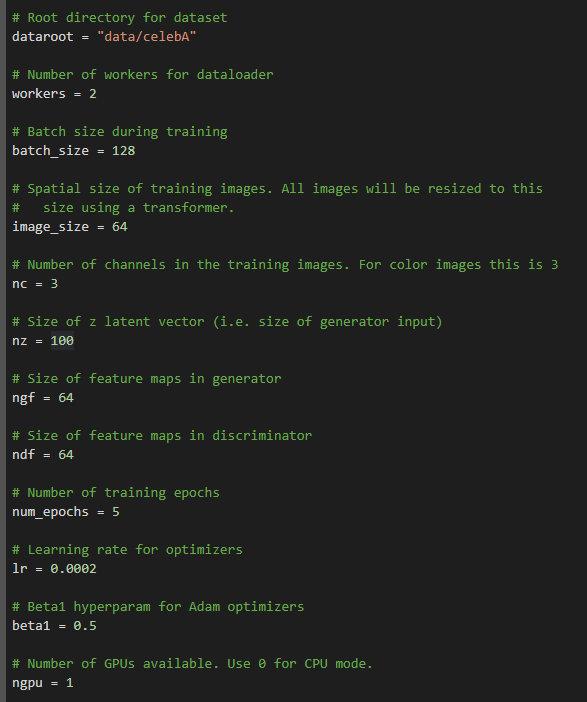 # Root directory for dataset
dataroot = "data/celebA"
# Number of workers for dataloader
workers = 2
# Batch size during training
batch_size = 128
# Spatial size of training images. All images will be resized to this
#   size using a transformer.
image_size = 64
# Number of channels in the training images. For color images this is 3
nc = 3
# Size of z latent vector (i.e. size of generator input)
nz = 100
# Size of feature maps in generator
ngf = 64
# Size of feature maps in discriminator
ndf = 64
# Number of training epochs
num_epochs = 5
# Learning rate for optimizers
lr = 0.0002
# Beta1 hyperparam for Adam optimizers
beta1 = 0.5
# Number of GPUs available. Use 0 for CPU mode.
ngpu = 1